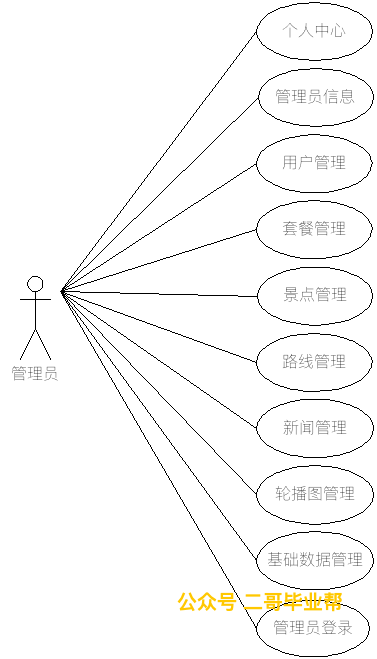 个人中心
管理员信息
用户管理
套餐管理
景点管理
路线管理
管理员
新闻管理
轮播图管理
基础数据管理
公众号 二哥毕业帮
管理员登录